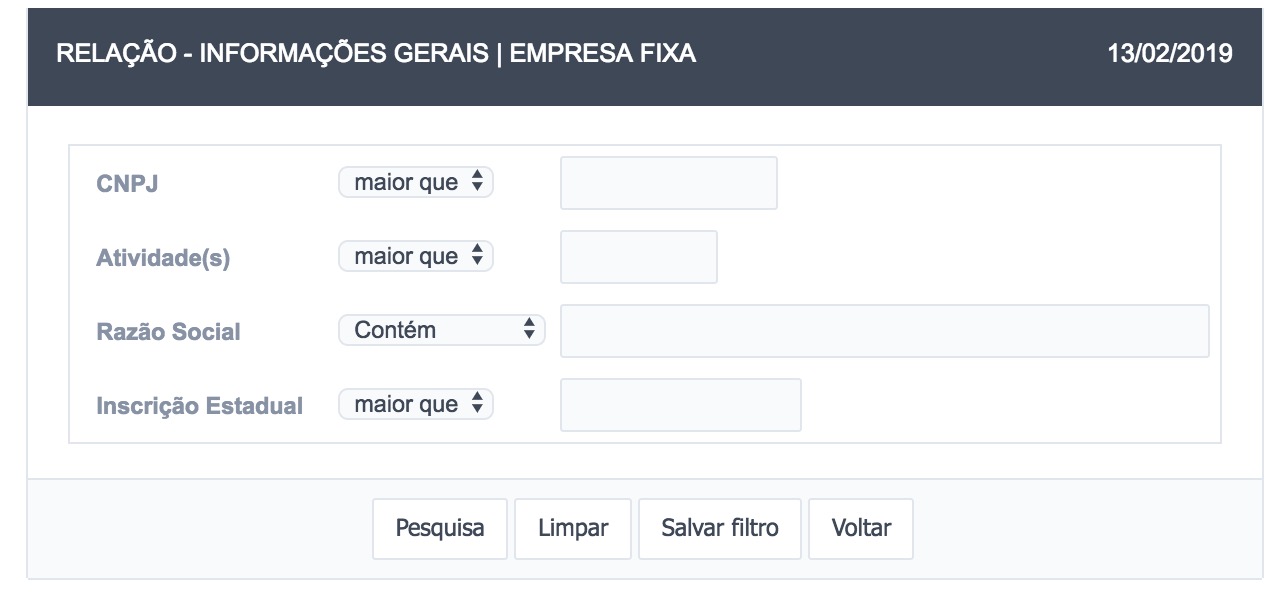 RELAÇÃO - INFORMAÇÕES GERAIS | EMPRESA FIXA 13/02/2019
CNPJ maior que
Atividade(s) maior que
Razão Social Contém
Inscrição Estadual maior que
Pesquisa Limpar Salvar filtro Voltar